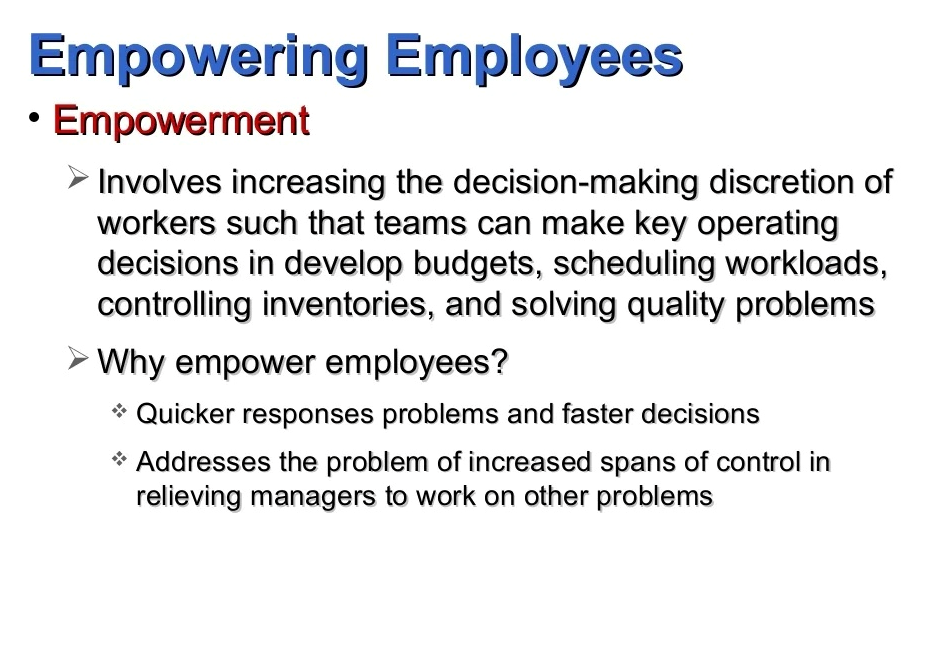 Empowering Employees
• Empowerment
➢ Involves increasing the decision-making discretion of
workers such that teams can make key operating
decisions in develop budgets, scheduling workloads,
controlling inventories, and solving quality problems
➢ Why empower employees?
❖ Quicker responses problems and faster decisions
❖ Addresses the problem of increased spans of control in
relieving managers to work on other problems